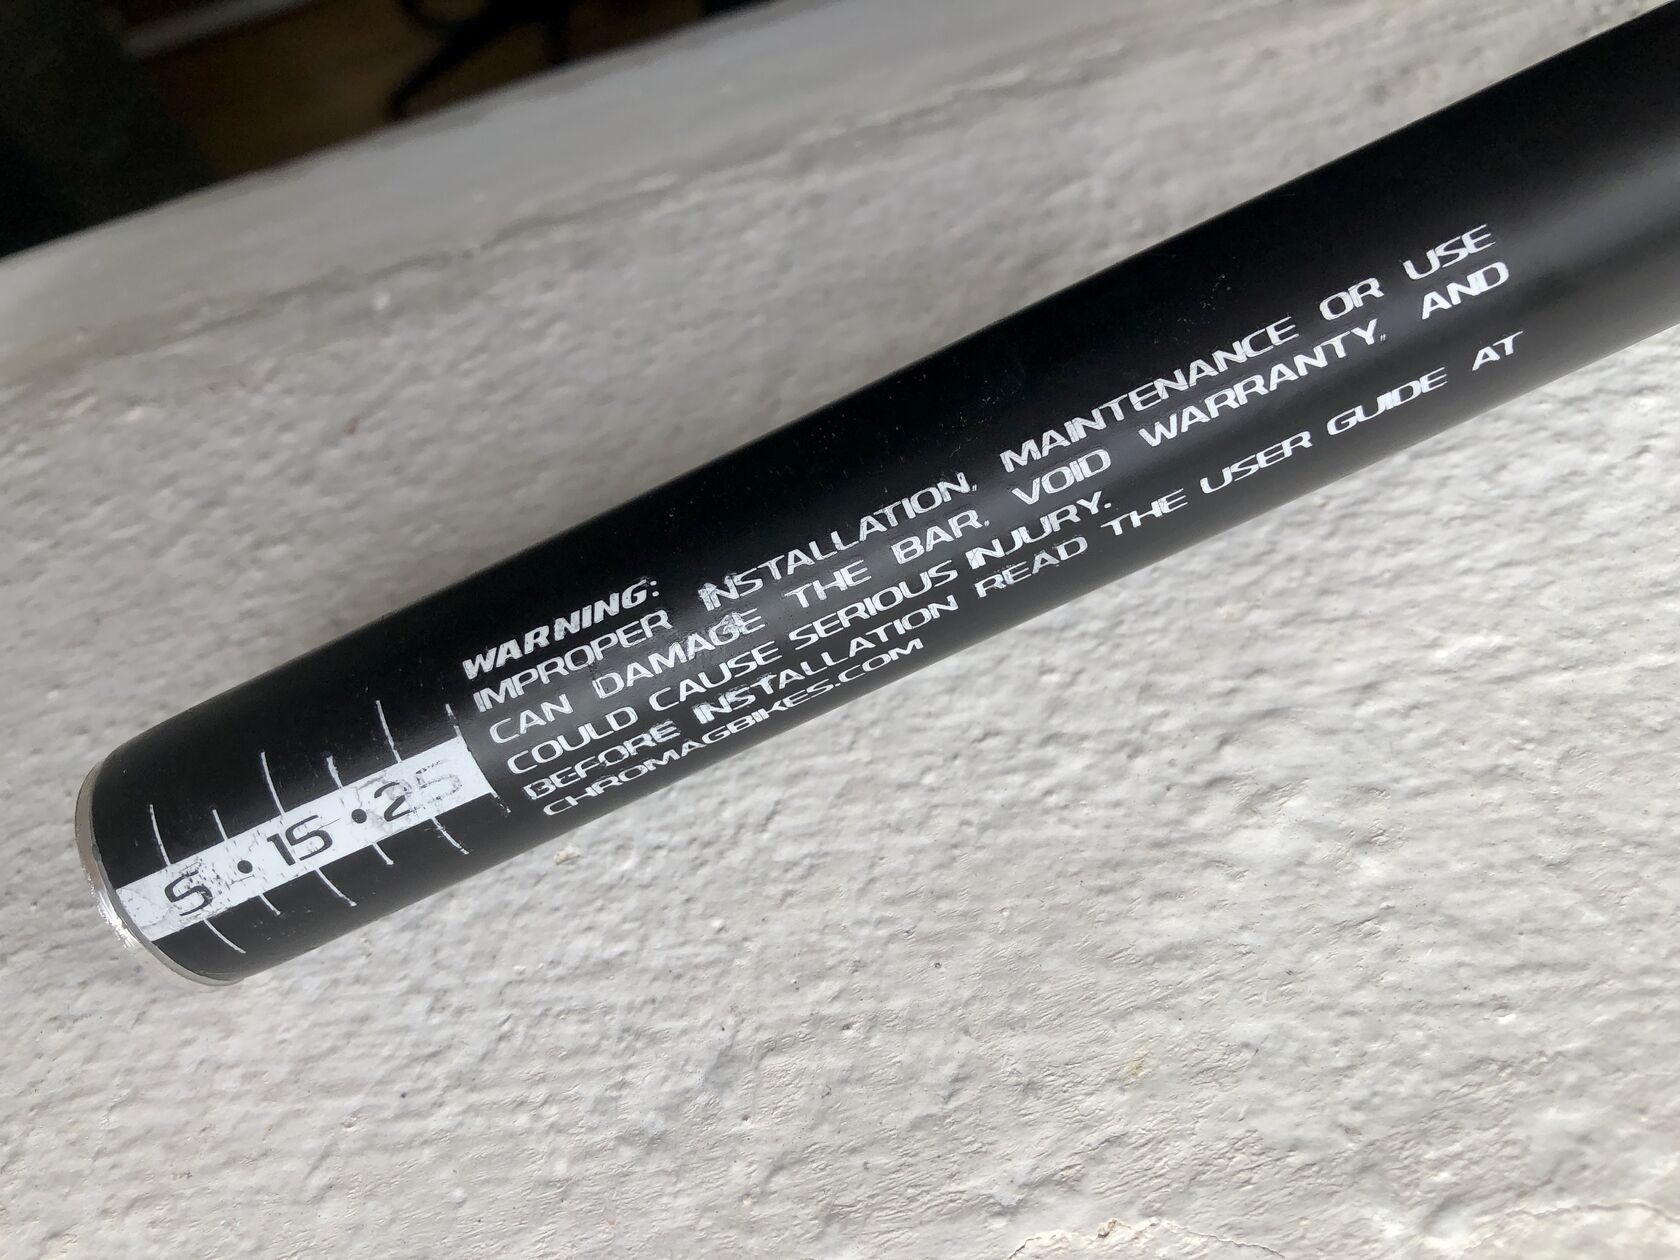 WARNING:
IMPROPER INSTALLATION, MAINTENANCE OR USE
CAN DAMAGE THE BAR, VOID WARRANTY, AND
COULD CAUSE SERIOUS INJURY.
BEFORE INSTALLATION READ THE USER GUIDE AT
CHROMAGBIKES.COM
5 • 15 • 25